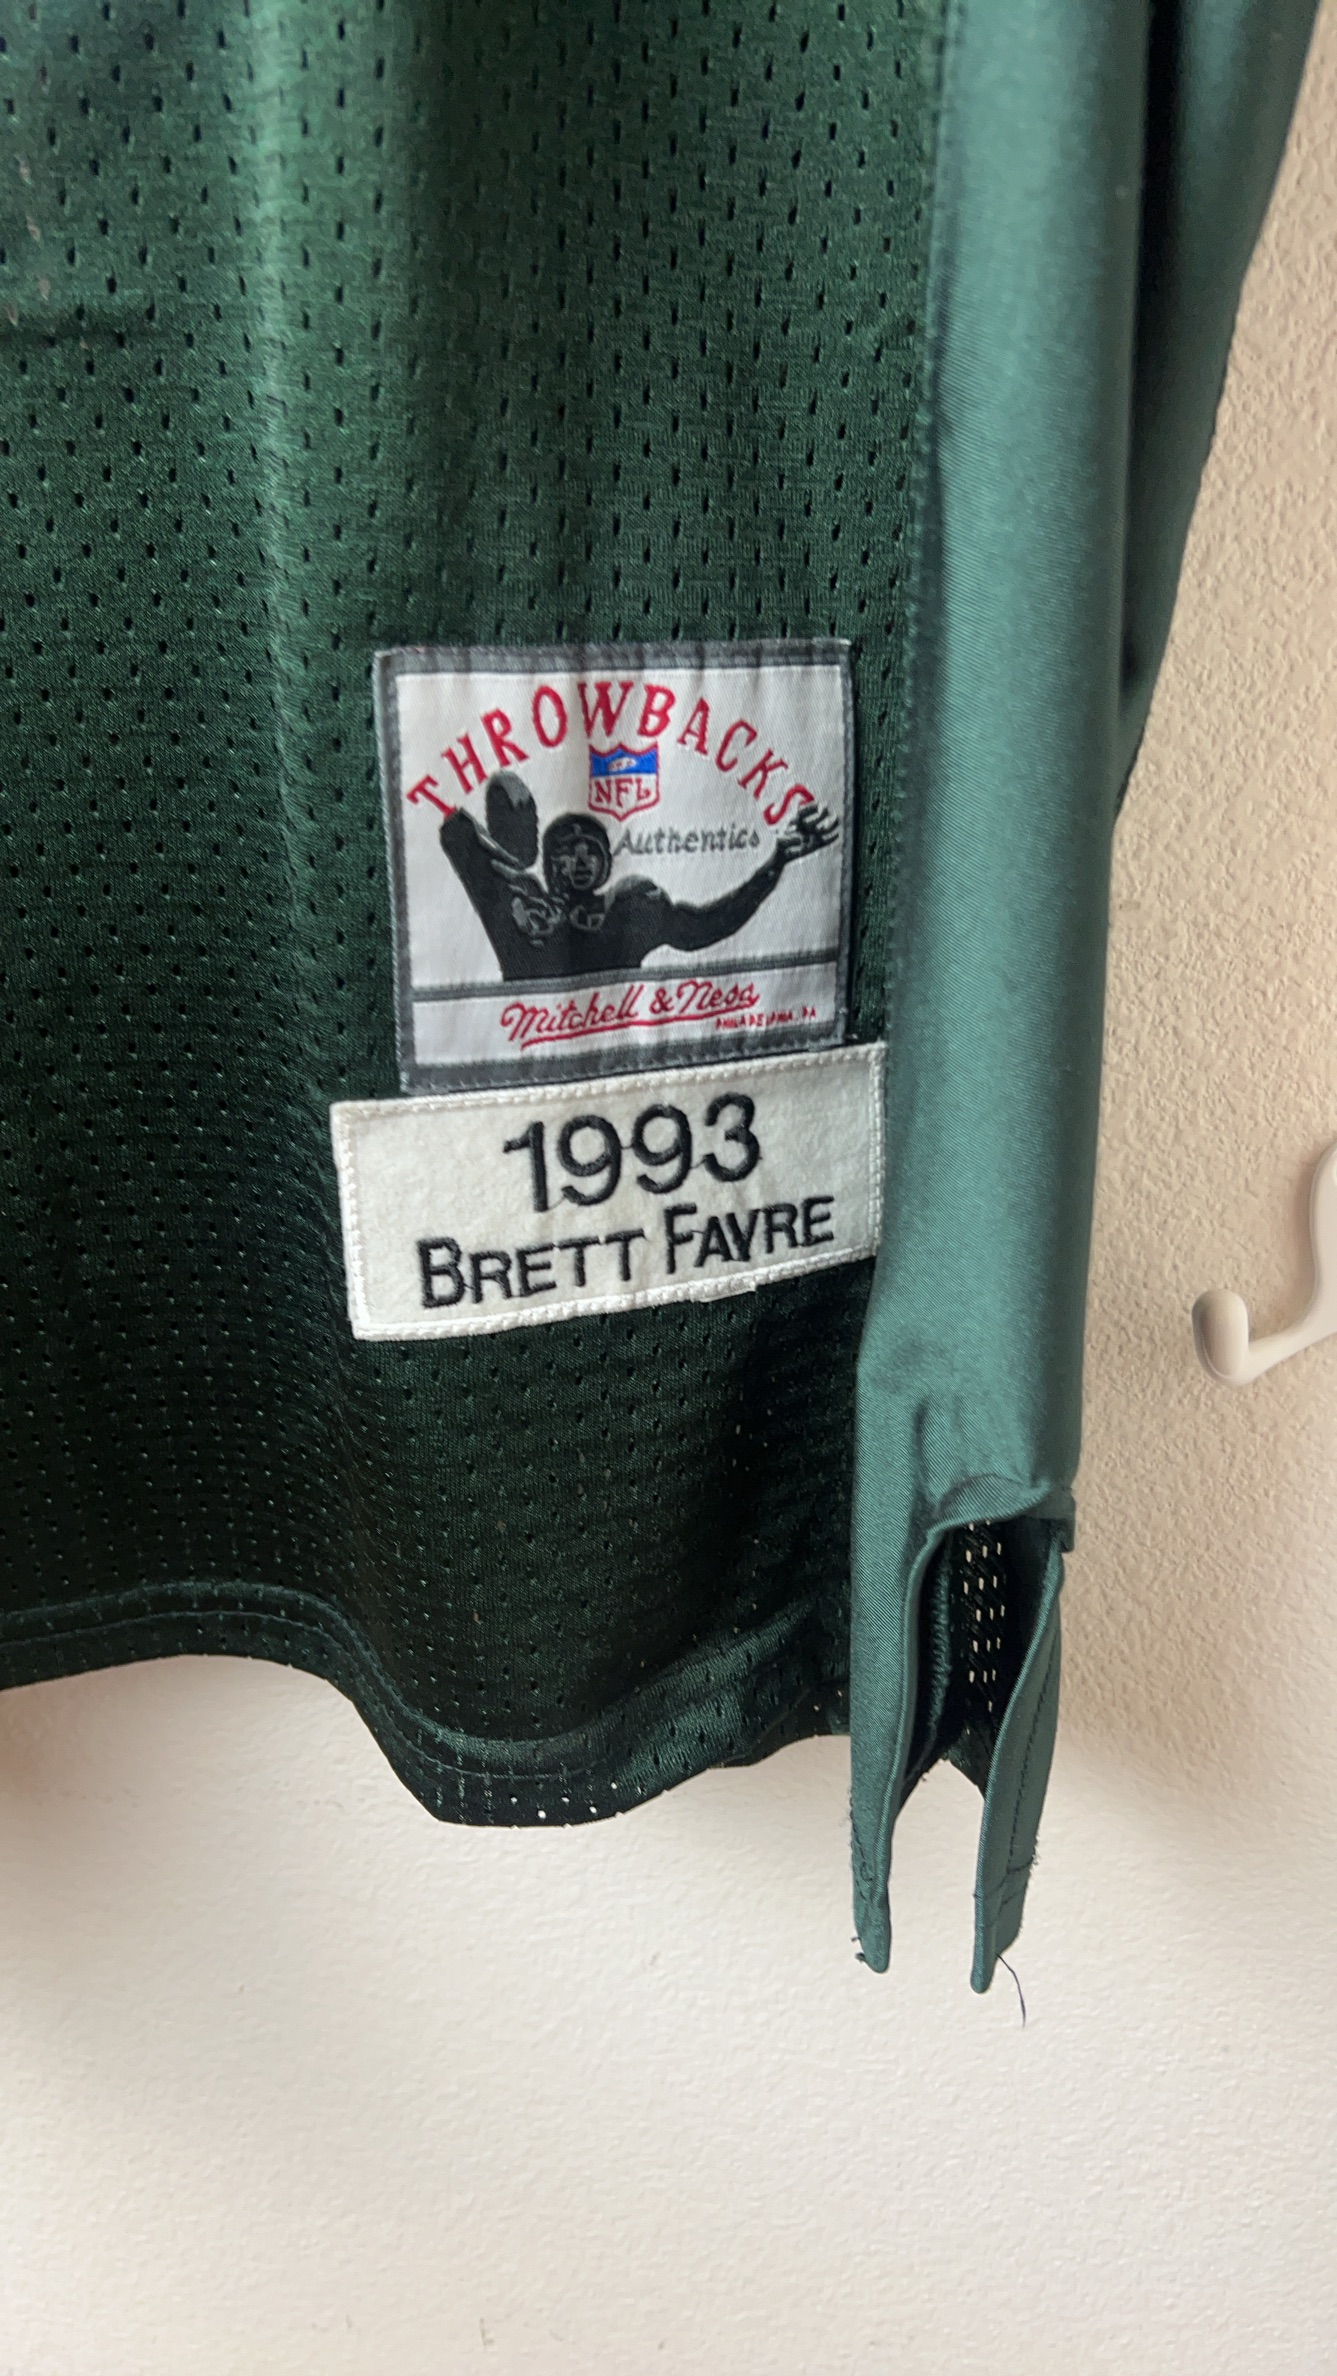 THROWBACKS
NFL
Authentics
Mitchell & Ness
PHILADELPHIA, PA
1993
BRETT FAVRE